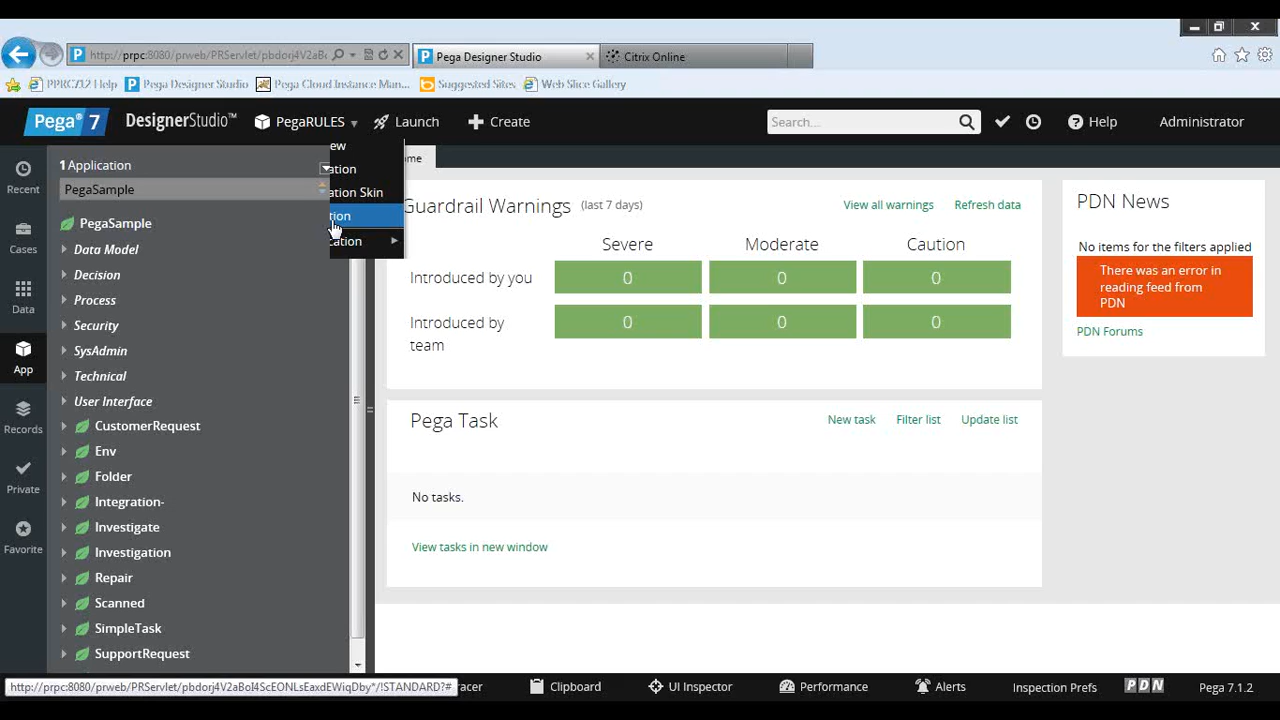 http://prpc:8080/prweb/PRServlet/pbdorj4V2aBo
Pega Designer Studio
Citrix Online
PPRC712 Help
Pega Designer Studio
Pega Cloud Instance Man...
Suggested Sites
Web Slice Gallery
Pega 7
DesignerStudio™
PegaRULES
Launch
Create
Search...
Help
Administrator
Recent
Cases
Data
App
Records
Private
Favorite
1 Application
PegaSample
PegaSample
Data Model
Decision
Process
Security
SysAdmin
Technical
User Interface
CustomerRequest
Env
Folder
Integration-
Investigate
Investigation
Repair
Scanned
SimpleTask
SupportRequest
ew
ation
ation Skin
tion
cation
ome
Guardrail Warnings (last 7 days)
View all warnings
Refresh data
Severe Moderate Caution
Introduced by you 0 0 0
Introduced by team 0 0 0
Pega Task
New task
Filter list
Update list
No tasks.
View tasks in new window
PDN News
No items for the filters applied
There was an error in
reading feed from
PDN
PDN Forums
http://prpc:8080/prweb/PRServlet/pbdorj4V2aBoI4ScEONLsEaxdEWiqDby*/!STANDARD?#
acer
Clipboard
UI Inspector
Performance
Alerts
Inspection Prefs
PDN
Pega 7.1.2